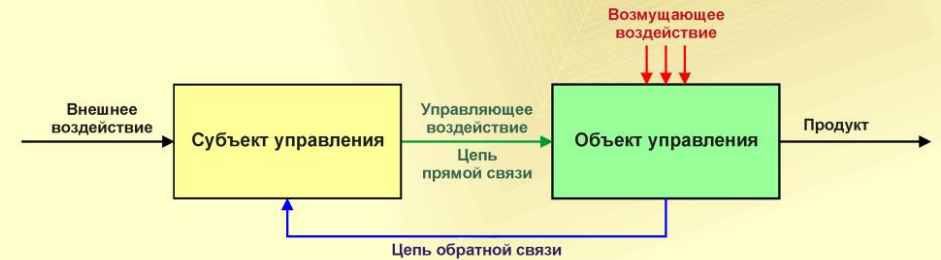 Возмущающее
воздействие
Внешнее
воздействие
Субъект управления
Управляющее
воздействие
Цепь
прямой связи
Объект управления
Продукт
Цепь обратной связи